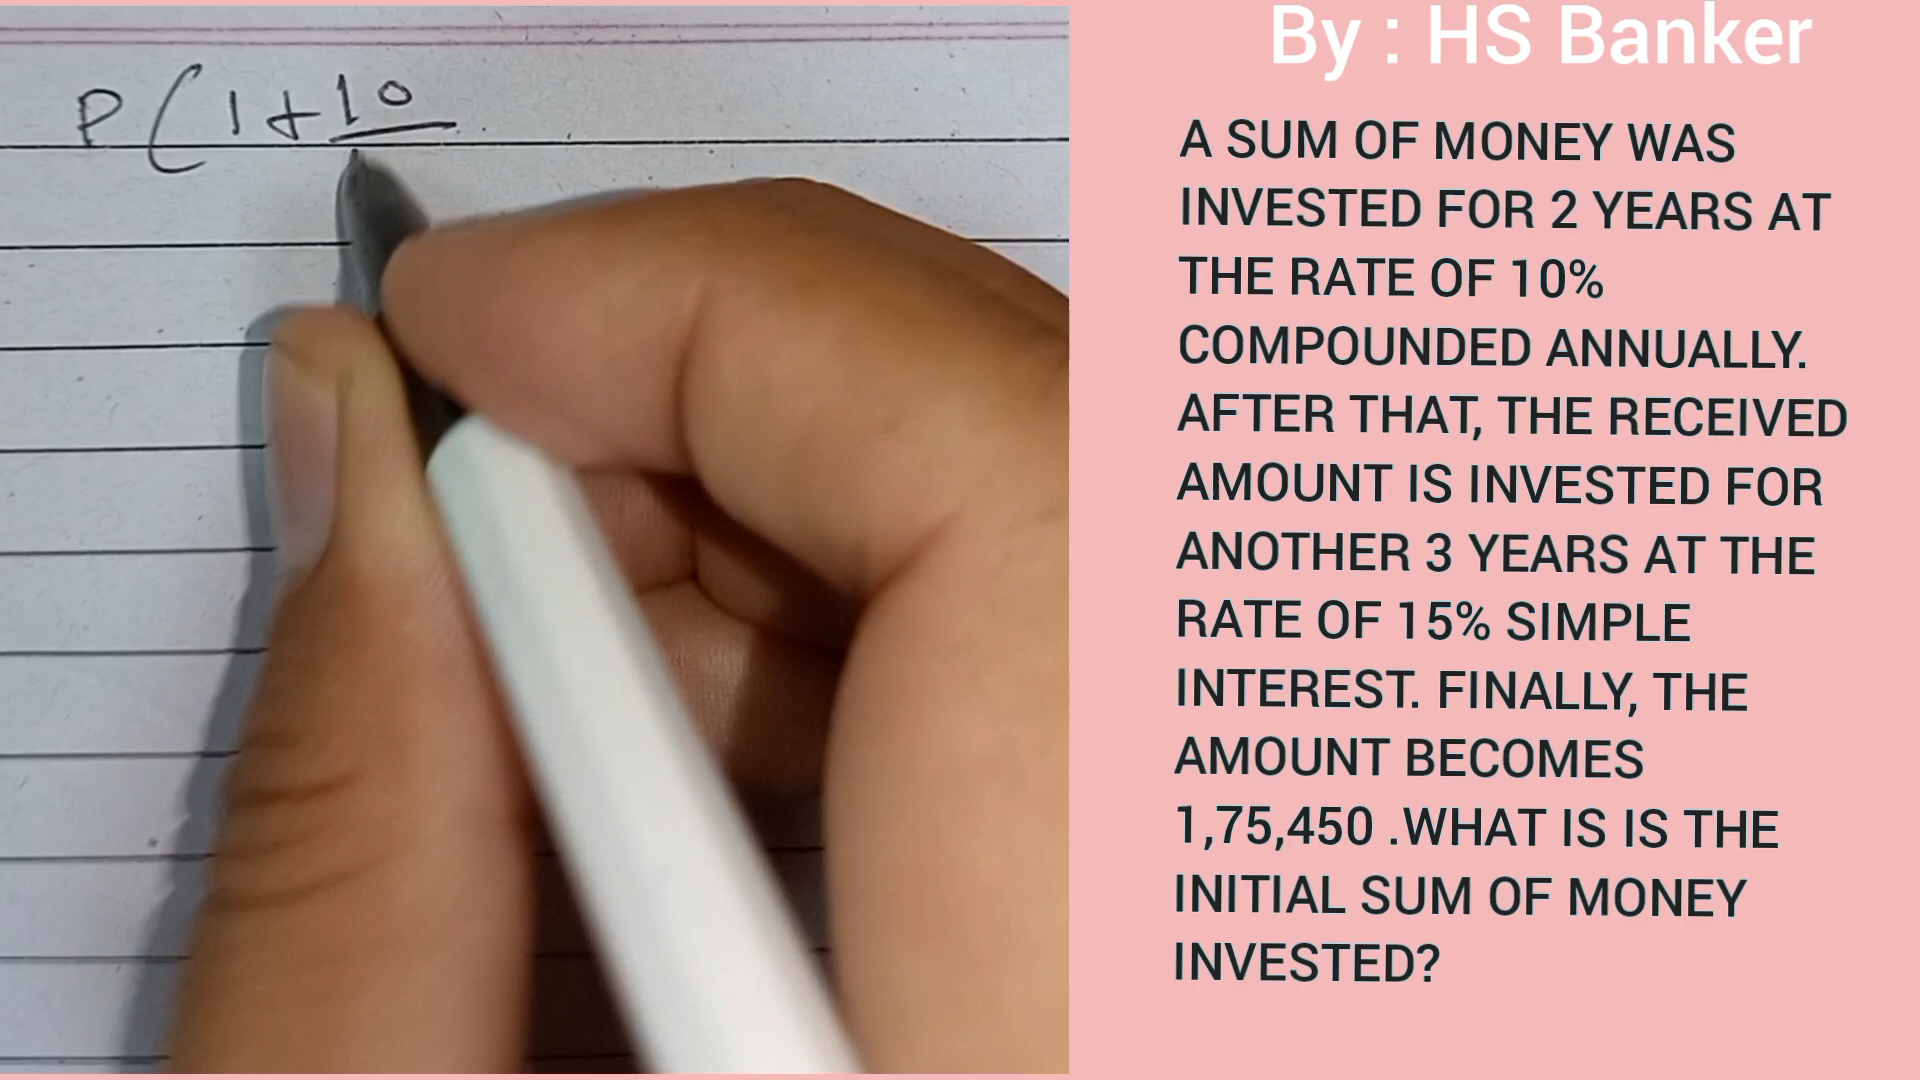 P ( 1 + 10
By : HS Banker
A SUM OF MONEY WAS
INVESTED FOR 2 YEARS AT
THE RATE OF 10%
COMPOUNDED ANNUALLY.
AFTER THAT, THE RECEIVED
AMOUNT IS INVESTED FOR
ANOTHER 3 YEARS AT THE
RATE OF 15% SIMPLE
INTEREST. FINALLY, THE
AMOUNT BECOMES
1,75,450 .WHAT IS IS THE
INITIAL SUM OF MONEY
INVESTED?